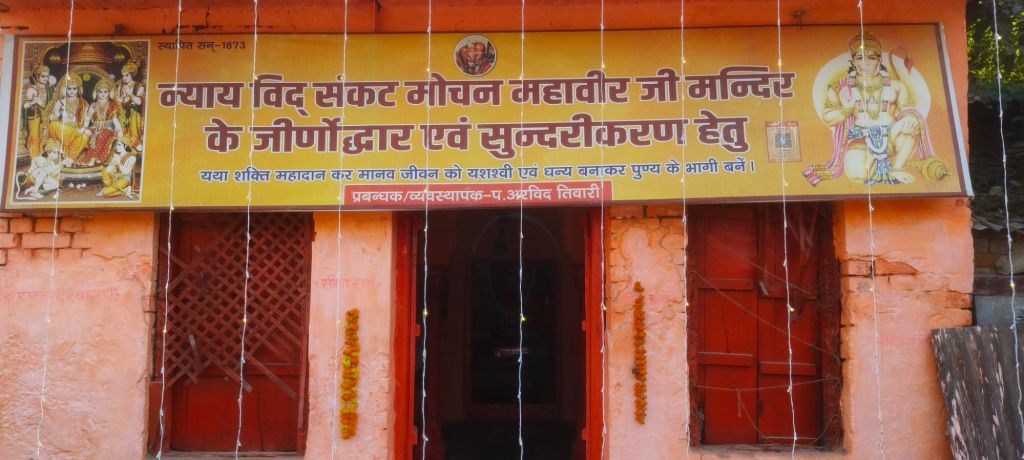 स्थापित सन्-1873
न्याय विद् संकट मोचन महावीर जी मन्दिर
के जीर्णोद्धार एवं सुन्दरीकरण हेतु
यथा शक्ति महादान कर मानव जीवन को यशश्वी एवं धन्य बनाकर पुण्य के भागी बनें।
प्रबन्धक/व्यवस्थापक-प.अरविद तिवारी
सीताराम